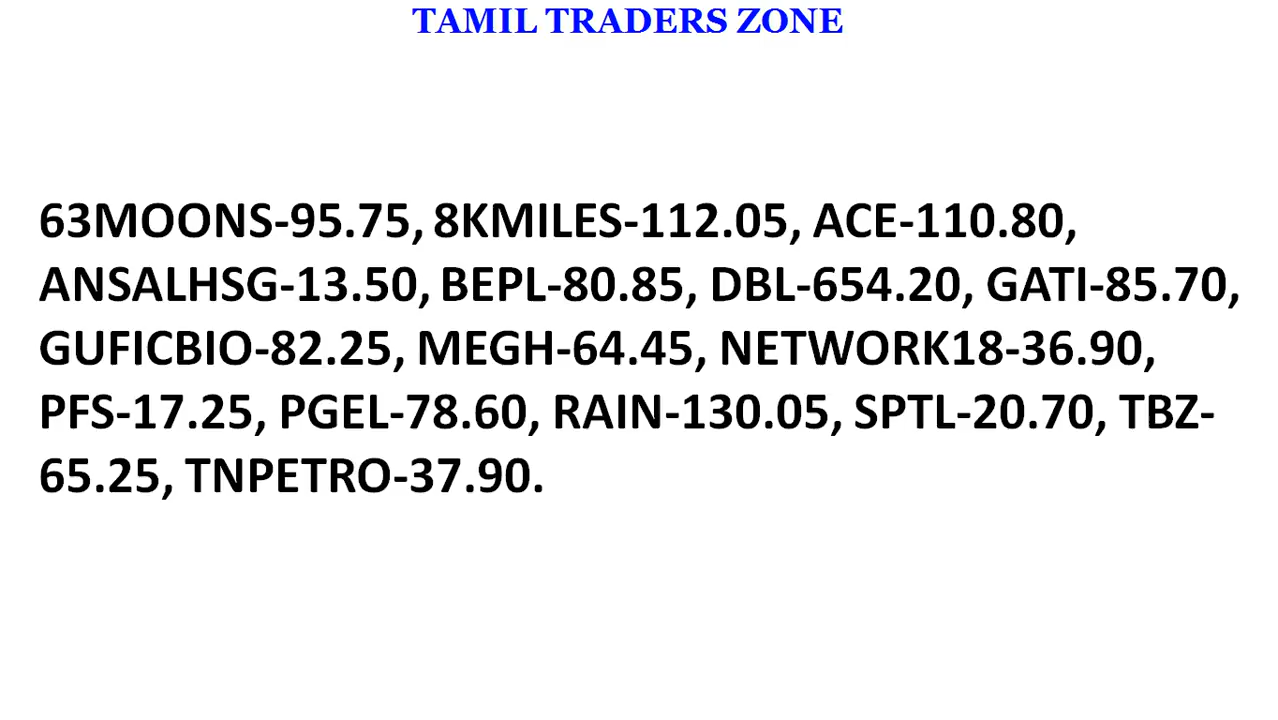 TAMIL TRADERS ZONE
63MOONS-95.75, 8KMILES-112.05, ACE-110.80,
ANSALHSG-13.50, BEPL-80.85, DBL-654.20, GATI-85.70,
GUFICBIO-82.25, MEGH-64.45, NETWORK18-36.90,
PFS-17.25, PGEL-78.60, RAIN-130.05, SPTL-20.70, TBZ-
65.25, TNPETRO-37.90.